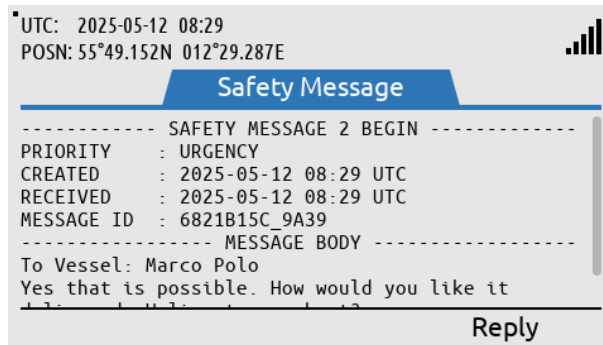 UTC: 2025-05-12 08:29
POSN: 55°49.152N 012°29.287E
Safety Message
------------ SAFETY MESSAGE 2 BEGIN -------------
PRIORITY : URGENCY
CREATED : 2025-05-12 08:29 UTC
RECEIVED : 2025-05-12 08:29 UTC
MESSAGE ID : 6821B15C_9A39
----------------- MESSAGE BODY ------------------
To Vessel: Marco Polo
Yes that is possible. How would you like it
Reply